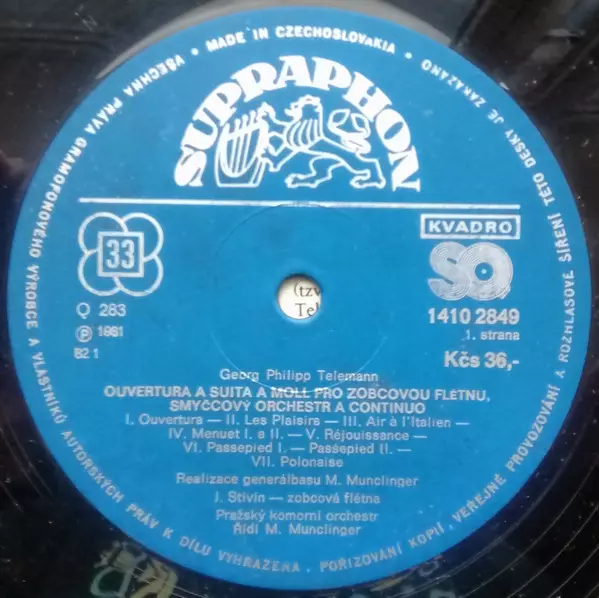 VŠECHNA PRÁVA GRAMOFONOVÉHO VÝROBCE A VLASTNÍKŮ AUTORSKÝCH PRÁV K DÍLU VYHRAZENA. POŘIZOVÁNÍ KOPIÍ, VEŘEJNÉ PROVOZOVÁNÍ A ROZHLASOVÉ ŠÍŘENÍ TÉTO DESKY JE ZAKÁZÁNO • MADE IN CZECHOSLOVAKIA •
SUPRAPHON
33
KVADRO
SQ
Q 283
℗ 1981
82 1
1410 2849
1. strana
Kčs 36,-
(tzv
Tel
Georg Philipp Telemann
OUVERTURA A SUITA A MOLL PRO ZOBCOVOU FLÉTNU,
SMYČCOVÝ ORCHESTR A CONTINUO
I. Ouvertura — II. Les Plaisirs — III. Air à l'Italien —
IV. Menuet I. e II. — V. Réjouissance —
VI. Passepied I. — Passepied II. —
VII. Polonaise
Realizace generálbasu M. Munclinger
J. Stivín — zobcová flétna
Pražský komorní orchestr
Řídí M. Munclinger